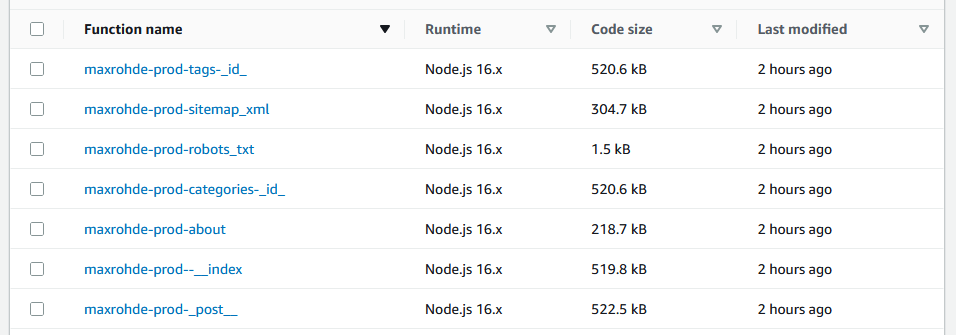 Function name Runtime Code size Last modified
maxrohde-prod-tags-_id_ Node.js 16.x 520.6 kB 2 hours ago
maxrohde-prod-sitemap_xml Node.js 16.x 304.7 kB 2 hours ago
maxrohde-prod-robots_txt Node.js 16.x 1.5 kB 2 hours ago
maxrohde-prod-categories-_id_ Node.js 16.x 520.6 kB 2 hours ago
maxrohde-prod-about Node.js 16.x 218.7 kB 2 hours ago
maxrohde-prod--__index Node.js 16.x 519.8 kB 2 hours ago
maxrohde-prod-_post__ Node.js 16.x 522.5 kB 2 hours ago